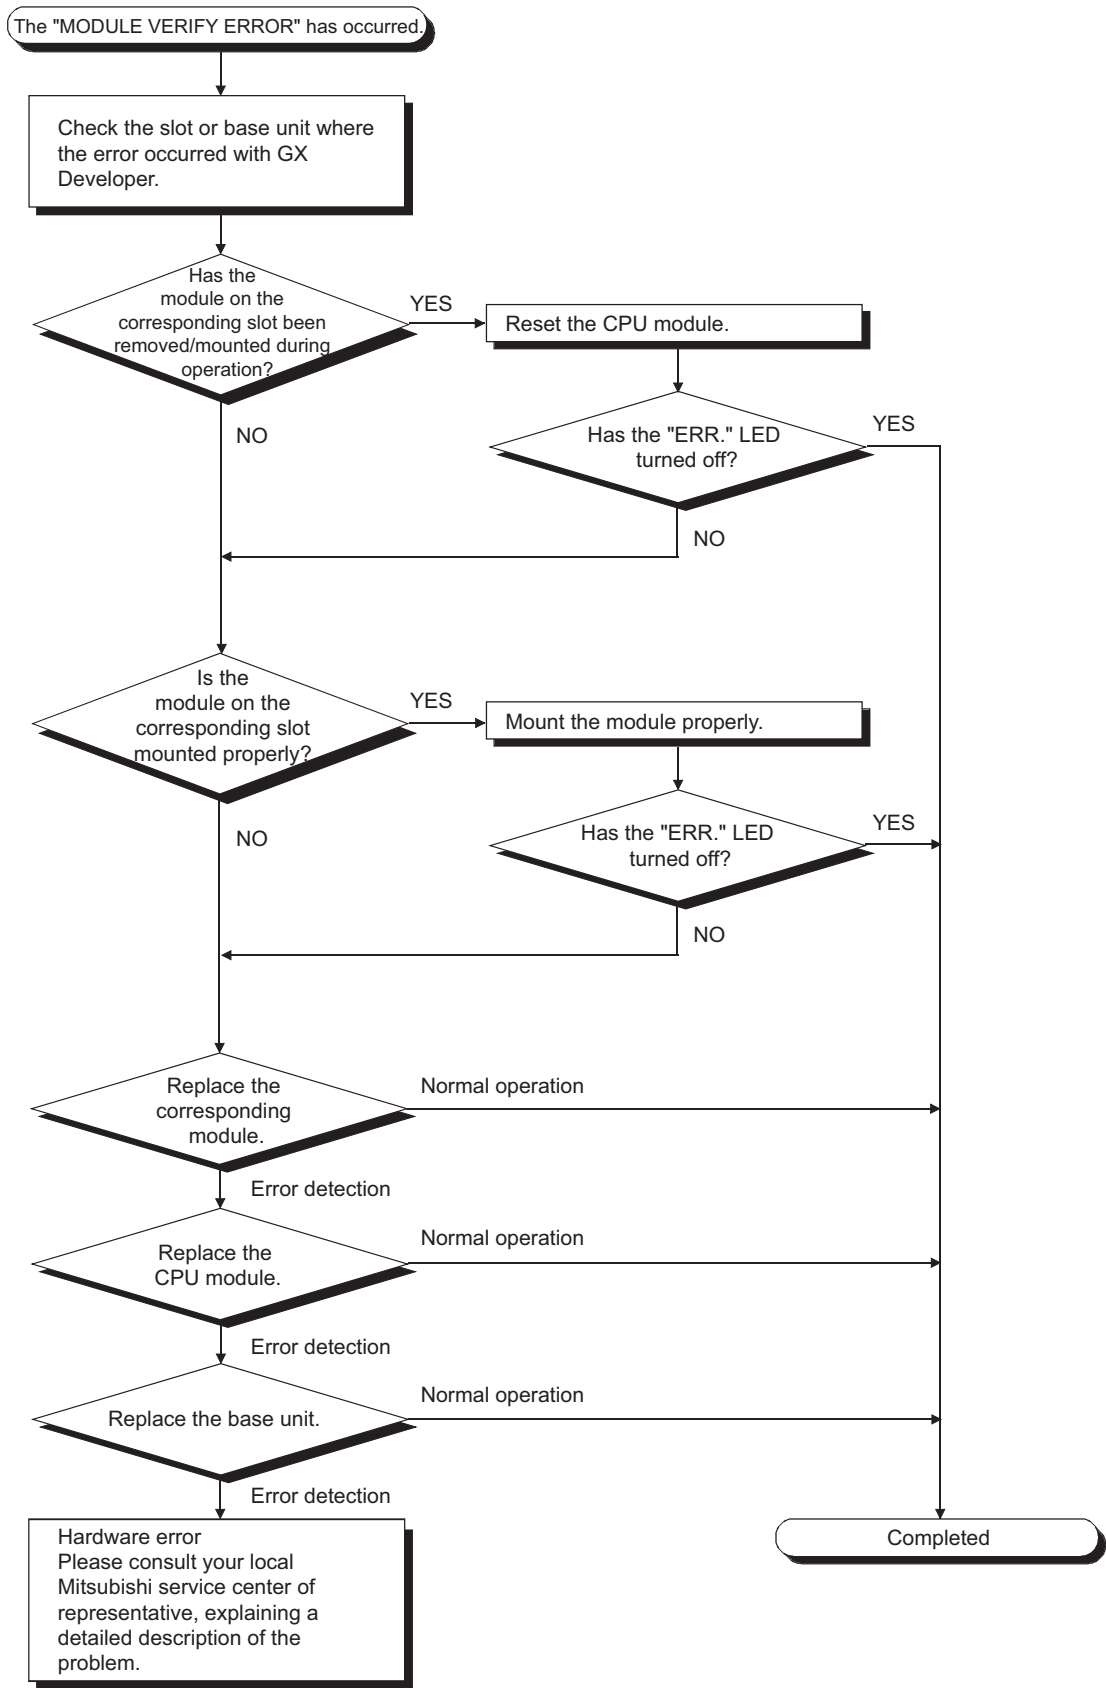 The "MODULE VERIFY ERROR" has occurred.
Check the slot or base unit where
the error occurred with GX
Developer.
Has the
module on the
corresponding slot been
removed/mounted during
operation?
YES
Reset the CPU module.
NO
Has the "ERR." LED
turned off?
YES
NO
Is the
module on the
corresponding slot
mounted properly?
YES
Mount the module properly.
NO
Has the "ERR." LED
turned off?
YES
NO
Replace the
corresponding
module.
Normal operation
Error detection
Replace the
CPU module.
Normal operation
Error detection
Replace the base unit.
Normal operation
Error detection
Hardware error
Please consult your local
Mitsubishi service center of
representative, explaining a
detailed description of the
problem.
Completed